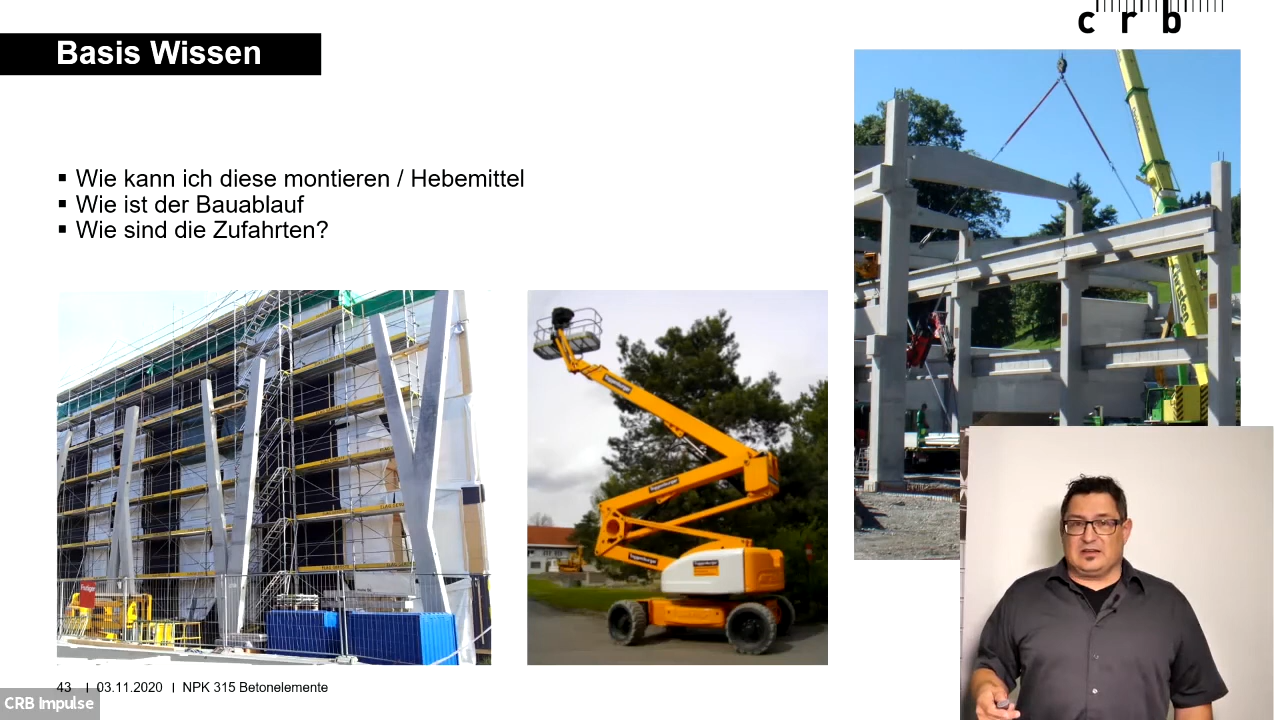 crb
Basis Wissen
▪ Wie kann ich diese montieren / Hebemittel
▪ Wie ist der Bauablauf
▪ Wie sind die Zufahrten?
43 | 03.11.2020 | NPK 315 Betonelemente
CRB Impulse